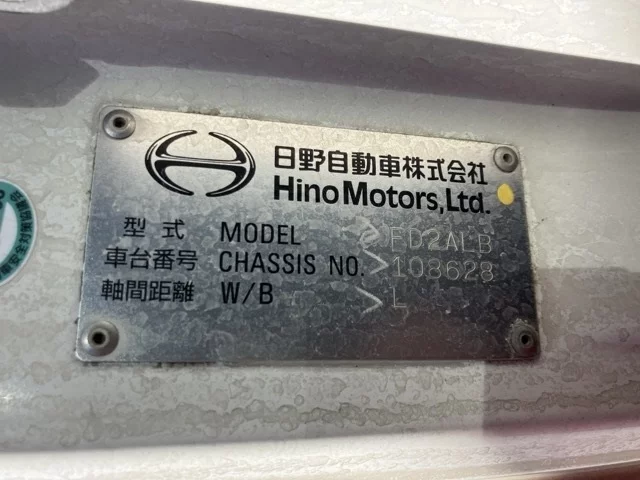 日野自動車株式会社
Hino Motors, Ltd.
型式 MODEL FD2ALB
車台番号 CHASSIS NO. >108623
軸間距離 W/B >L